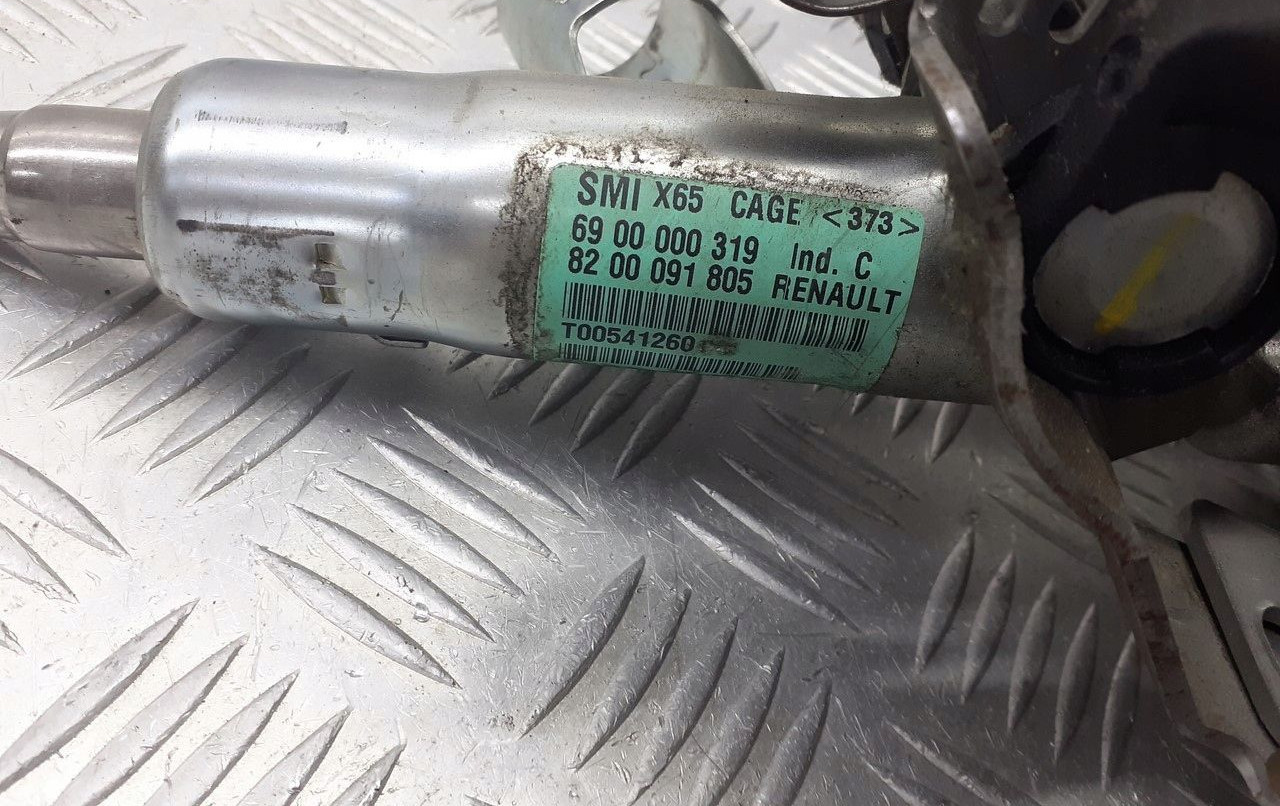 SMI X65 CAGE <373>
69 00 000 319 Ind. C
82 00 091 805 RENAULT
T00541260